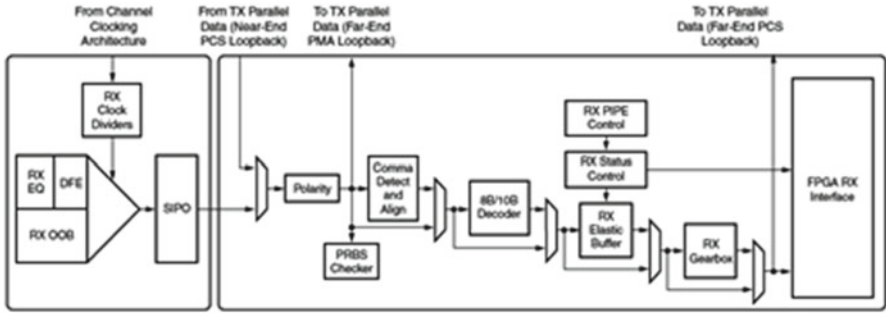 From Channel
Clocking
Architecture
From TX Parallel
Data (Near-End
PCS Loopback)
To TX Parallel
Data (Far-End
PMA Loopback)
To TX Parallel
Data (Far-End PCS
Loopback)
RX
Clock
Dividers
RX
EQ
DFE
RX OOB
SIPO
Polarity
PRBS
Checker
Comma
Detect
and
Align
8B/10B
Decoder
RX PIPE
Control
RX Status
Control
RX
Elastic
Buffer
RX
Gearbox
FPGA RX
Interface